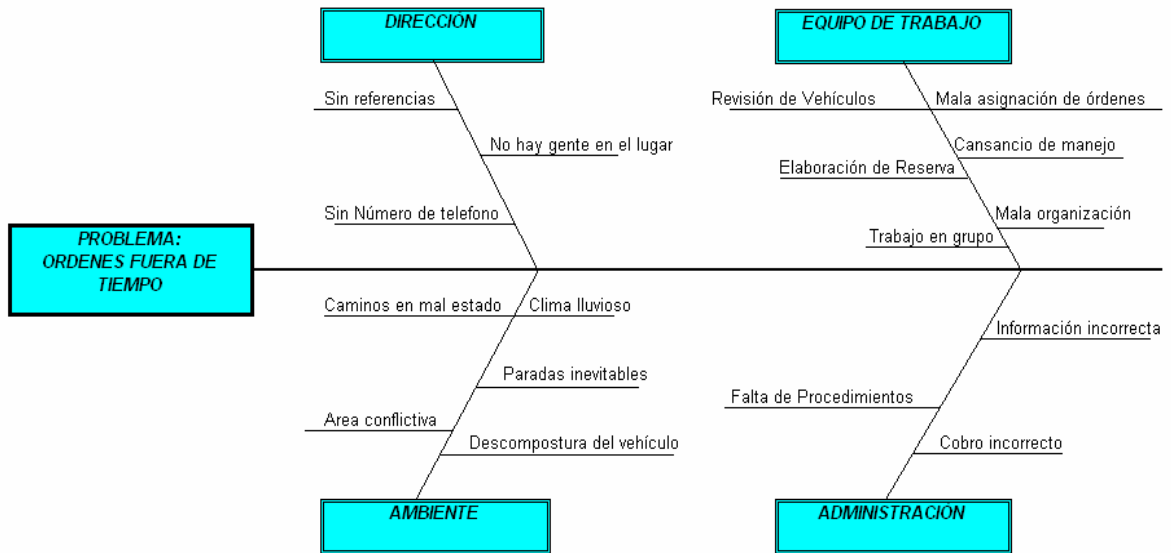 DIRECCIÓN
EQUIPO DE TRABAJO
Sin referencias
No hay gente en el lugar
Sin Número de telefono
Revisión de Vehículos
Mala asignación de órdenes
Cansancio de manejo
Elaboración de Reserva
Mala organización
Trabajo en grupo
PROBLEMA:
ORDENES FUERA DE
TIEMPO
Caminos en mal estado
Clima lluvioso
Paradas inevitables
Area conflictiva
Descompostura del vehículo
Información incorrecta
Falta de Procedimientos
Cobro incorrecto
AMBIENTE
ADMINISTRACIÓN